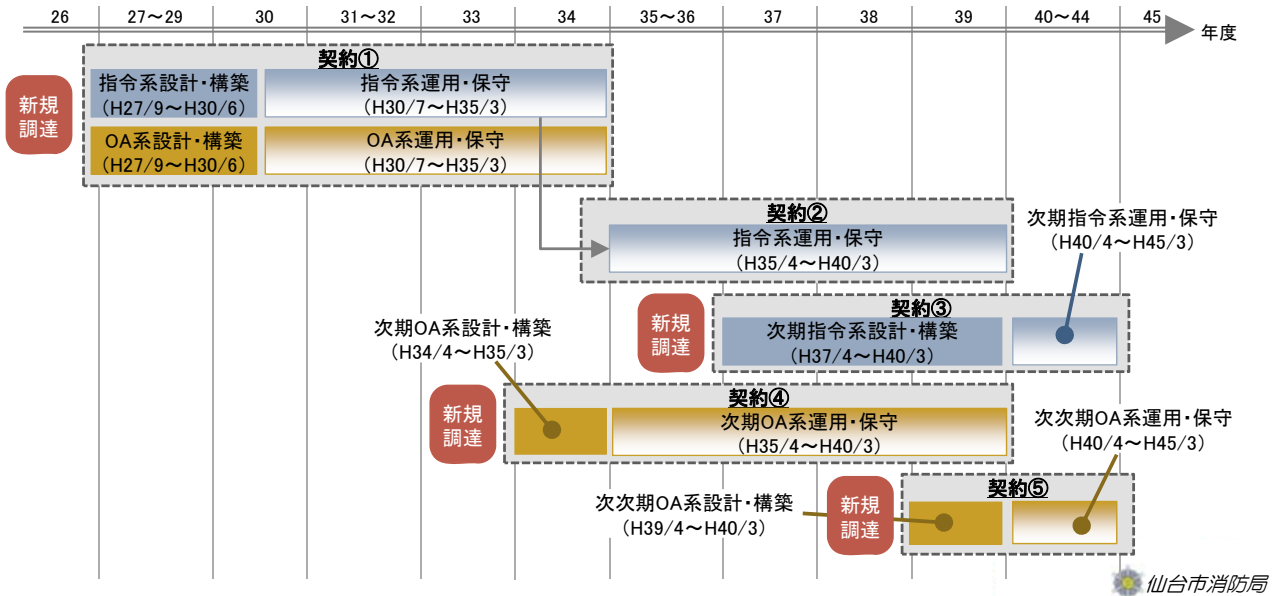 26 27～29 30 31～32 33 34 35～36 37 38 39 40～44 45
年度
契約①
新規
調達
指令系設計・構築
(H27/9～H30/6)
指令系運用・保守
(H30/7～H35/3)
OA系設計・構築
(H27/9～H30/6)
OA系運用・保守
(H30/7～H35/3)
契約②
指令系運用・保守
(H35/4～H40/3)
次期指令系運用・保守
(H40/4～H45/3)
契約③
新規
調達
次期指令系設計・構築
(H37/4～H40/3)
次期OA系設計・構築
(H34/4～H35/3)
契約④
新規
調達
次期OA系運用・保守
(H35/4～H40/3)
次次期OA系運用・保守
(H40/4～H45/3)
契約⑤
次次期OA系設計・構築
(H39/4～H40/3)
新規
調達
仙台市消防局